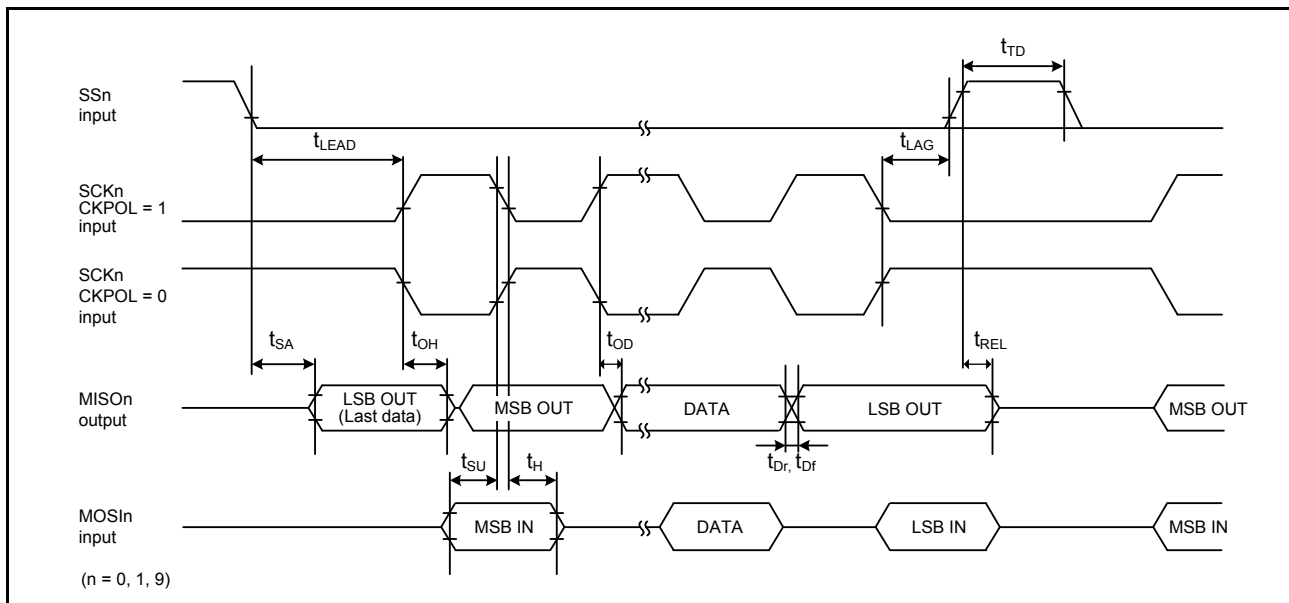 tTD
SSn
input
tLEAD
tLAG
SCKn
CKPOL = 1
input
SCKn
CKPOL = 0
input
tSA
tOH
tOD
tREL
MISOn
output
LSB OUT
(Last data)
MSB OUT
DATA
LSB OUT
MSB OUT
tSU
tH
tDr, tDf
MOSIn
input
MSB IN
DATA
LSB IN
MSB IN
(n = 0, 1, 9)